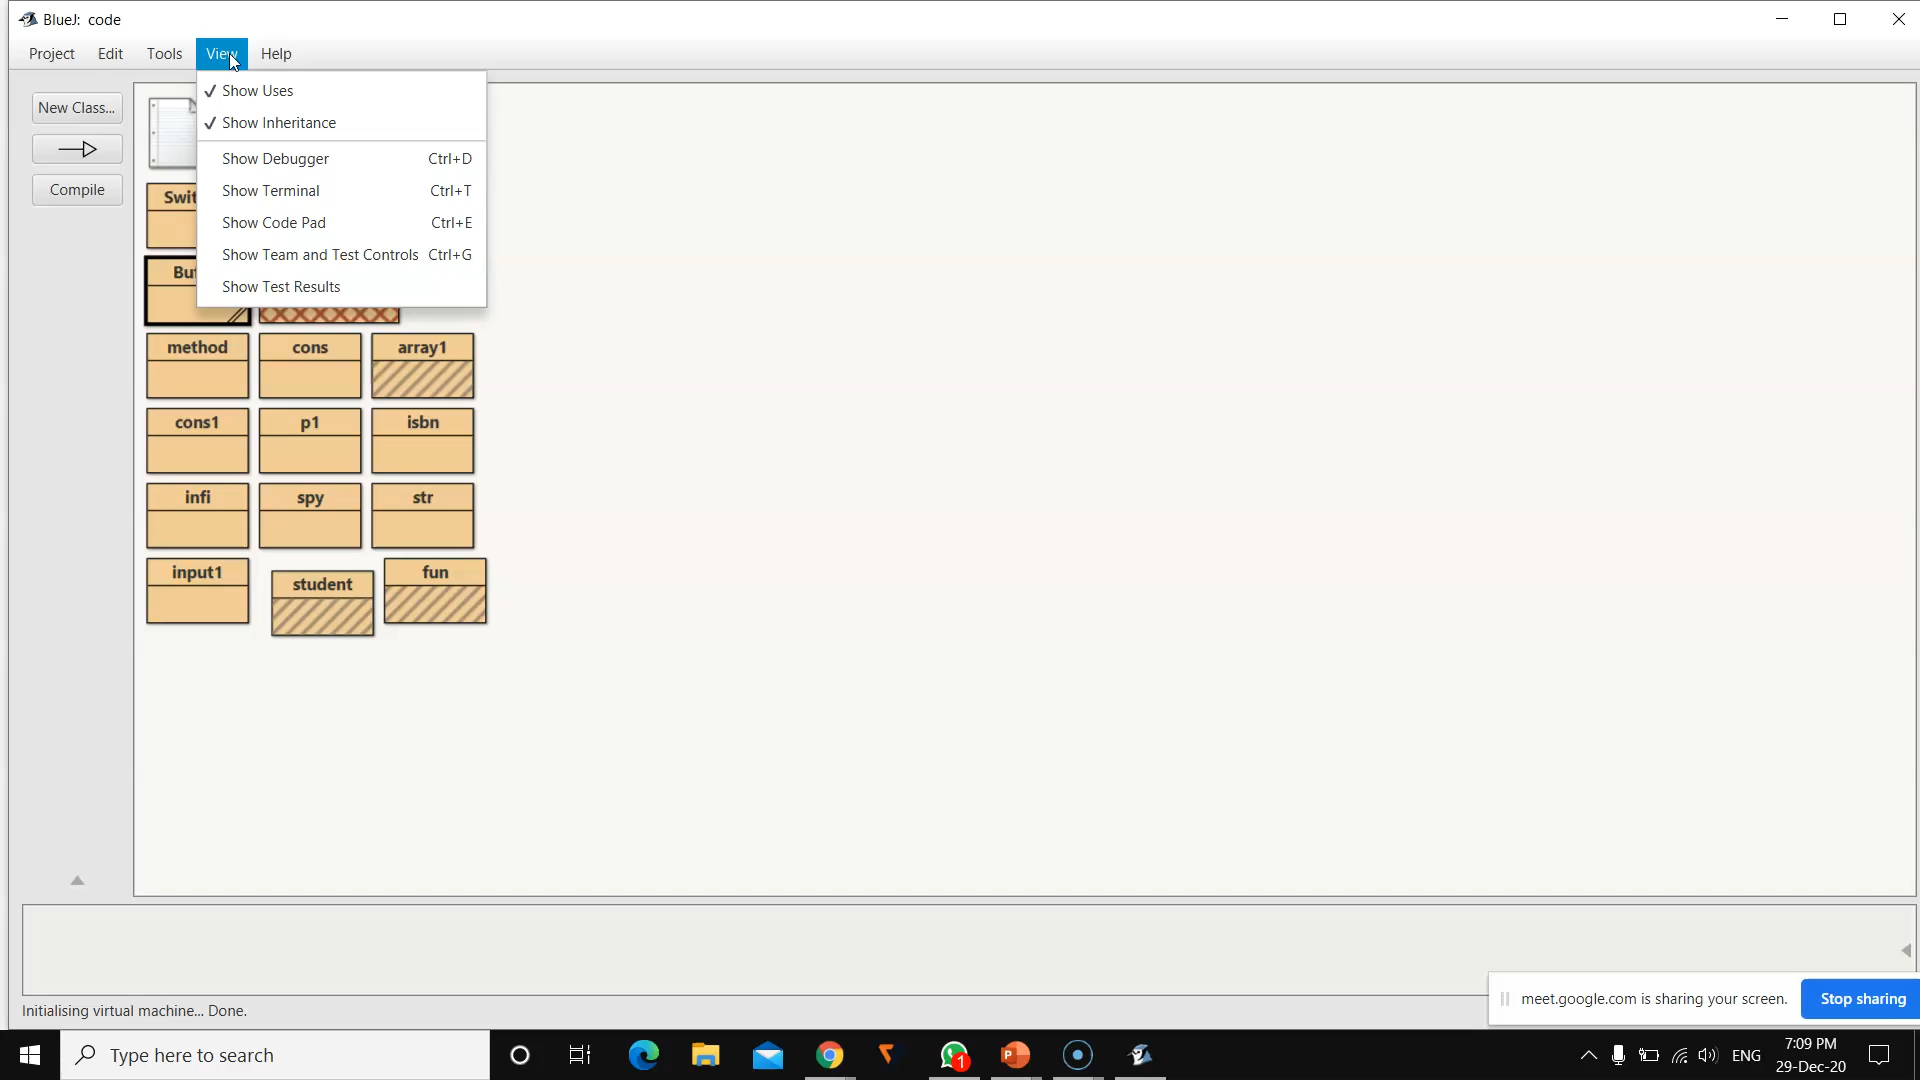 BlueJ: code
Project Edit Tools View Help
New Class...
Compile
Show Uses
Show Inheritance
Show Debugger Ctrl+D
Show Terminal Ctrl+T
Show Code Pad Ctrl+E
Show Team and Test Controls Ctrl+G
Show Test Results
Swit
But
method cons array1
cons1 p1 isbn
infi spy str
input1 student fun
Initialising virtual machine... Done.
meet.google.com is sharing your screen. Stop sharing
Type here to search
1
ENG
7:09 PM
29-Dec-20